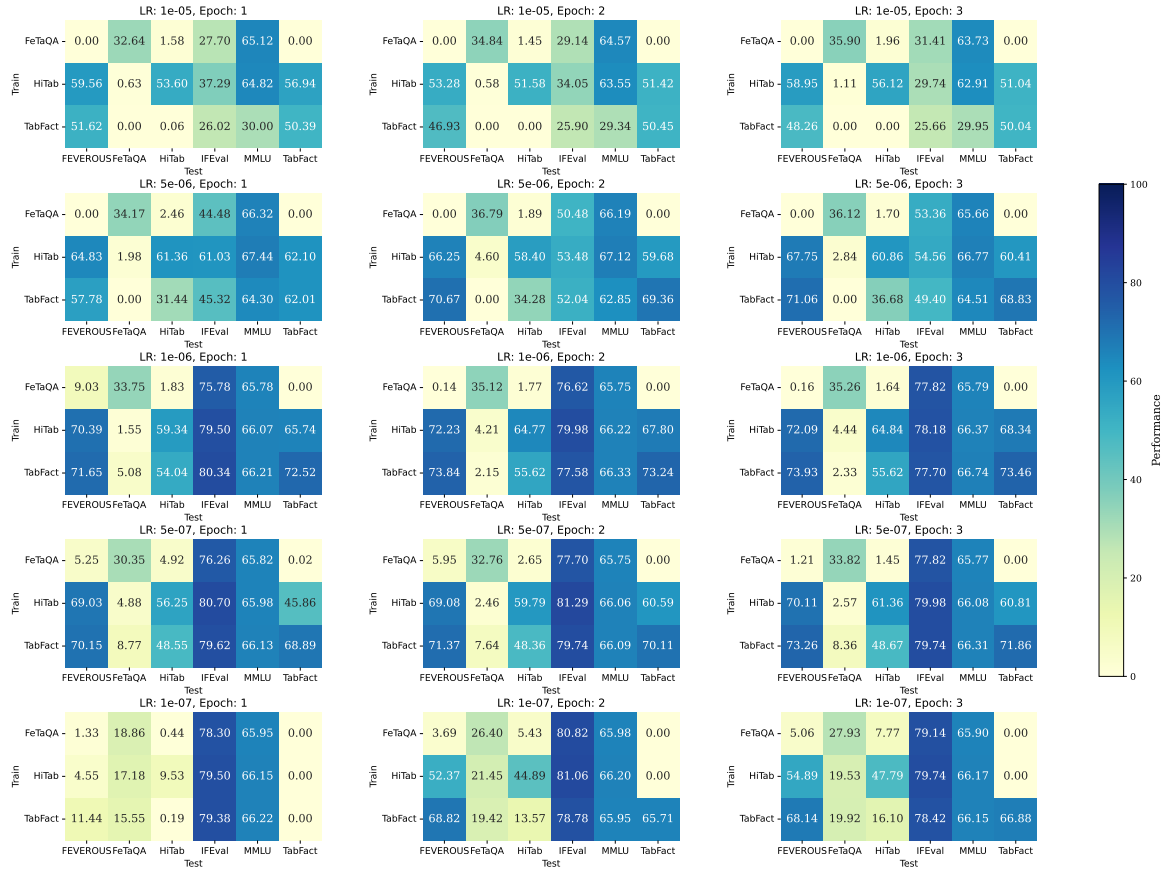 LR: 1e-05, Epoch: 1
Train
FeTaQA 0.00 32.64 1.58 27.70 65.12 0.00
HiTab 59.56 0.63 53.60 37.29 64.82 56.94
TabFact 51.62 0.00 0.06 26.02 30.00 50.39
FEVEROUS FeTaQA HiTab IFEval MMLU TabFact
Test
LR: 1e-05, Epoch: 2
Train
FeTaQA 0.00 34.84 1.45 29.14 64.57 0.00
HiTab 53.28 0.58 51.58 34.05 63.55 51.42
TabFact 46.93 0.00 0.00 25.90 29.34 50.45
FEVEROUS FeTaQA HiTab IFEval MMLU TabFact
Test
LR: 1e-05, Epoch: 3
Train
FeTaQA 0.00 35.90 1.96 31.41 63.73 0.00
HiTab 58.95 1.11 56.12 29.74 62.91 51.04
TabFact 48.26 0.00 0.00 25.66 29.95 50.04
FEVEROUS FeTaQA HiTab IFEval MMLU TabFact
Test
LR: 5e-06, Epoch: 1
Train
FeTaQA 0.00 34.17 2.46 44.48 66.32 0.00
HiTab 64.83 1.98 61.36 61.03 67.44 62.10
TabFact 57.78 0.00 31.44 45.32 64.30 62.01
FEVEROUS FeTaQA HiTab IFEval MMLU TabFact
Test
LR: 5e-06, Epoch: 2
Train
FeTaQA 0.00 36.79 1.89 50.48 66.19 0.00
HiTab 66.25 4.60 58.40 53.48 67.12 59.68
TabFact 70.67 0.00 34.28 52.04 62.85 69.36
FEVEROUS FeTaQA HiTab IFEval MMLU TabFact
Test
LR: 5e-06, Epoch: 3
Train
FeTaQA 0.00 36.12 1.70 53.36 65.66 0.00
HiTab 67.75 2.84 60.86 54.56 66.77 60.41
TabFact 71.06 0.00 36.68 49.40 64.51 68.83
FEVEROUS FeTaQA HiTab IFEval MMLU TabFact
Test
LR: 1e-06, Epoch: 1
Train
FeTaQA 9.03 33.75 1.83 75.78 65.78 0.00
HiTab 70.39 1.55 59.34 79.50 66.07 65.74
TabFact 71.65 5.08 54.04 80.34 66.21 72.52
FEVEROUS FeTaQA HiTab IFEval MMLU TabFact
Test
LR: 1e-06, Epoch: 2
Train
FeTaQA 0.14 35.12 1.77 76.62 65.75 0.00
HiTab 72.23 4.21 64.77 79.98 66.22 67.80
TabFact 73.84 2.15 55.62 77.58 66.33 73.24
FEVEROUS FeTaQA HiTab IFEval MMLU TabFact
Test
LR: 1e-06, Epoch: 3
Train
FeTaQA 0.16 35.26 1.64 77.82 65.79 0.00
HiTab 72.09 4.44 64.84 78.18 66.37 68.34
TabFact 73.93 2.33 55.62 77.70 66.74 73.46
FEVEROUS FeTaQA HiTab IFEval MMLU TabFact
Test
LR: 5e-07, Epoch: 1
Train
FeTaQA 5.25 30.35 4.92 76.26 65.82 0.02
HiTab 69.03 4.88 56.25 80.70 65.98 45.86
TabFact 70.15 8.77 48.55 79.62 66.13 68.89
FEVEROUS FeTaQA HiTab IFEval MMLU TabFact
Test
LR: 5e-07, Epoch: 2
Train
FeTaQA 5.95 32.76 2.65 77.70 65.75 0.00
HiTab 69.08 2.46 59.79 81.29 66.06 60.59
TabFact 71.37 7.64 48.36 79.74 66.09 70.11
FEVEROUS FeTaQA HiTab IFEval MMLU TabFact
Test
LR: 5e-07, Epoch: 3
Train
FeTaQA 1.21 33.82 1.45 77.82 65.77 0.00
HiTab 70.11 2.57 61.36 79.98 66.08 60.81
TabFact 73.26 8.36 48.67 79.74 66.31 71.86
FEVEROUS FeTaQA HiTab IFEval MMLU TabFact
Test
LR: 1e-07, Epoch: 1
Train
FeTaQA 1.33 18.86 0.44 78.30 65.95 0.00
HiTab 4.55 17.18 9.53 79.50 66.15 0.00
TabFact 11.44 15.55 0.19 79.38 66.22 0.00
FEVEROUS FeTaQA HiTab IFEval MMLU TabFact
Test
LR: 1e-07, Epoch: 2
Train
FeTaQA 3.69 26.40 5.43 80.82 65.98 0.00
HiTab 52.37 21.45 44.89 81.06 66.20 0.00
TabFact 68.82 19.42 13.57 78.78 65.95 65.71
FEVEROUS FeTaQA HiTab IFEval MMLU TabFact
Test
LR: 1e-07, Epoch: 3
Train
FeTaQA 5.06 27.93 7.77 79.14 65.90 0.00
HiTab 54.89 19.53 47.79 79.74 66.17 0.00
TabFact 68.14 19.92 16.10 78.42 66.15 66.88
FEVEROUS FeTaQA HiTab IFEval MMLU TabFact
Test
100
80
60
40
20
0
Performance